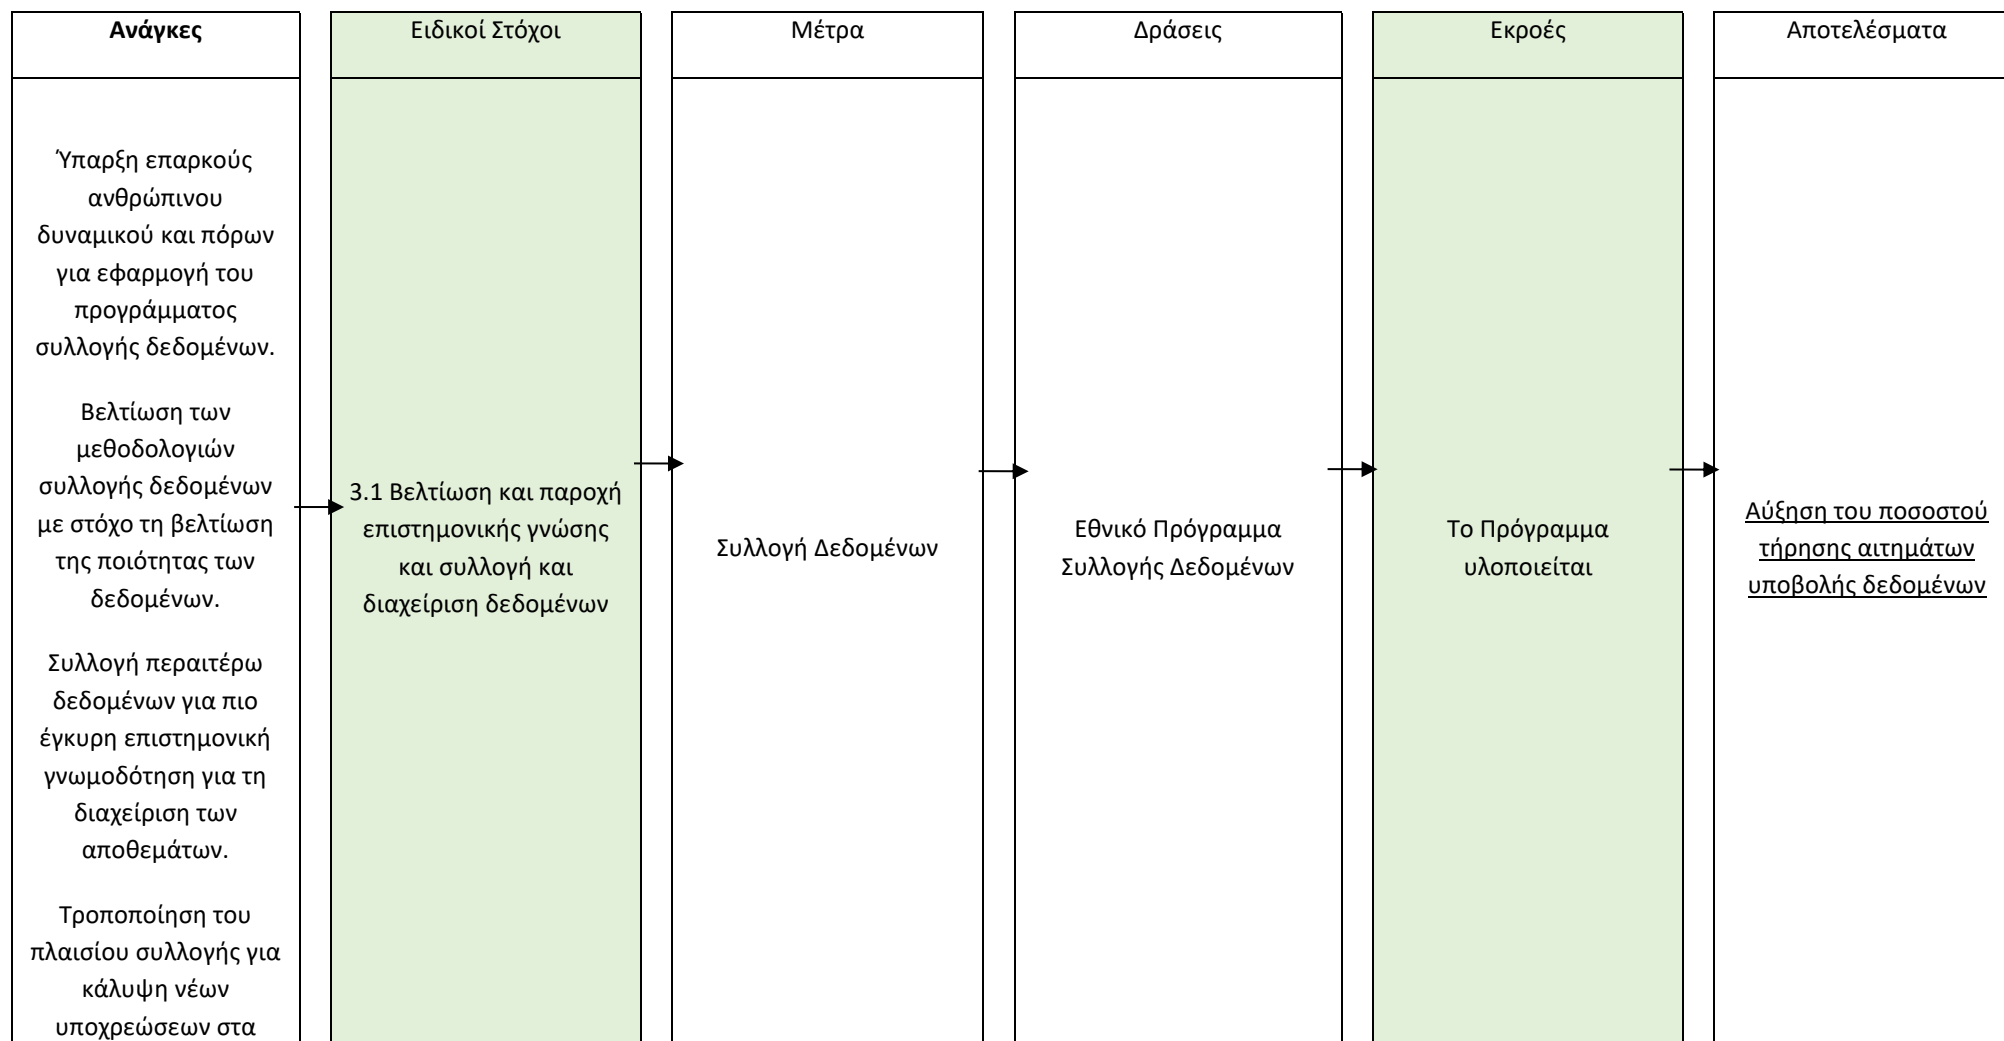 Ανάγκες
Ύπαρξη επαρκούς
ανθρώπινου
δυναμικού και πόρων
για εφαρμογή του
προγράμματος
συλλογής δεδομένων.
Βελτίωση των
μεθοδολογιών
συλλογής δεδομένων
με στόχο τη βελτίωση
της ποιότητας των
δεδομένων.
Συλλογή περαιτέρω
δεδομένων για πιο
έγκυρη επιστημονική
γνωμοδότηση για τη
διαχείριση των
αποθεμάτων.
Τροποποίηση του
πλαισίου συλλογής για
κάλυψη νέων
υποχρεώσεων στα
Ειδικοί Στόχοι
3.1 Βελτίωση και παροχή
επιστημονικής γνώσης
και συλλογή και
διαχείριση δεδομένων
Μέτρα
Συλλογή Δεδομένων
Δράσεις
Εθνικό Πρόγραμμα
Συλλογής Δεδομένων
Εκροές
Το Πρόγραμμα
υλοποιείται
Αποτελέσματα
Αύξηση του ποσοστού
τήρησης αιτημάτων
υποβολής δεδομένων